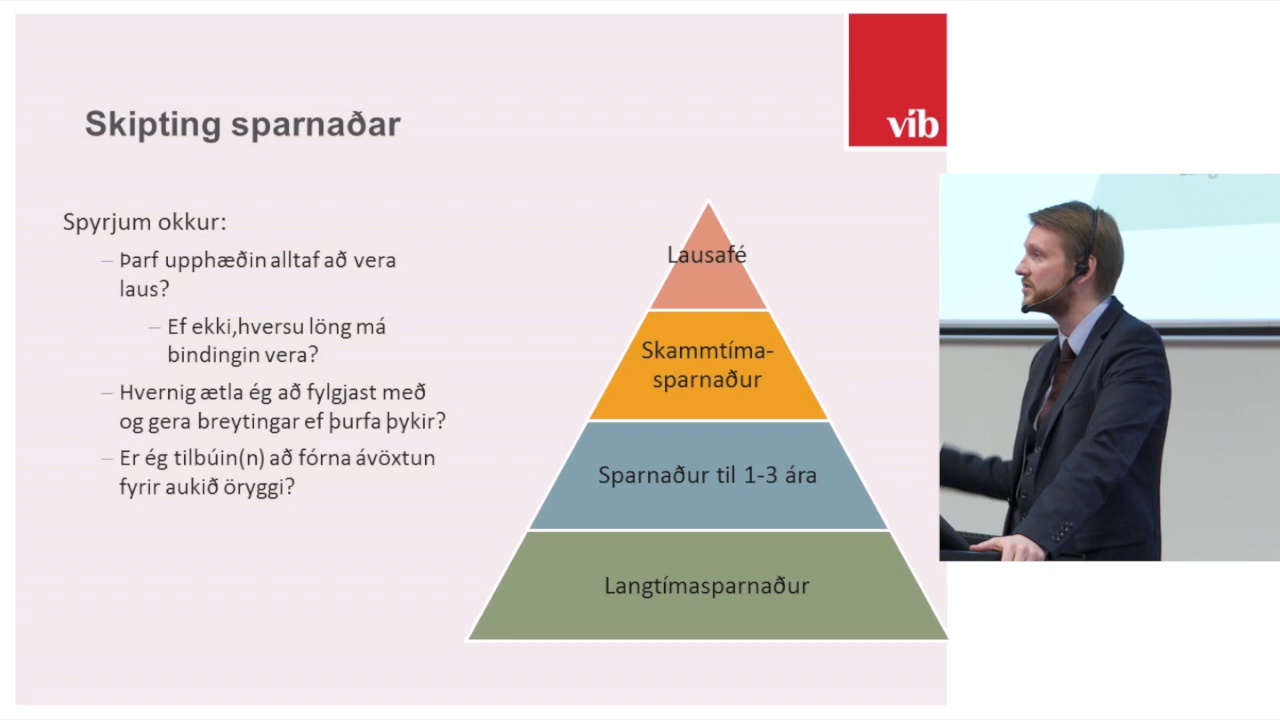 víb
Skipting sparnaðar
Spyrjum okkur:
– Þarf upphæðin alltaf að vera
laus?
– Ef ekki,hversu löng má
bindingin vera?
– Hvernig ætla ég að fylgjast með
og gera breytingar ef þurfa þykir?
– Er ég tilbúin(n) að fórna ávöxtun
fyrir aukið öryggi?
Lausafé
Skammtíma-
sparnaður
Sparnaður til 1-3 ára
Langtímasparnaður